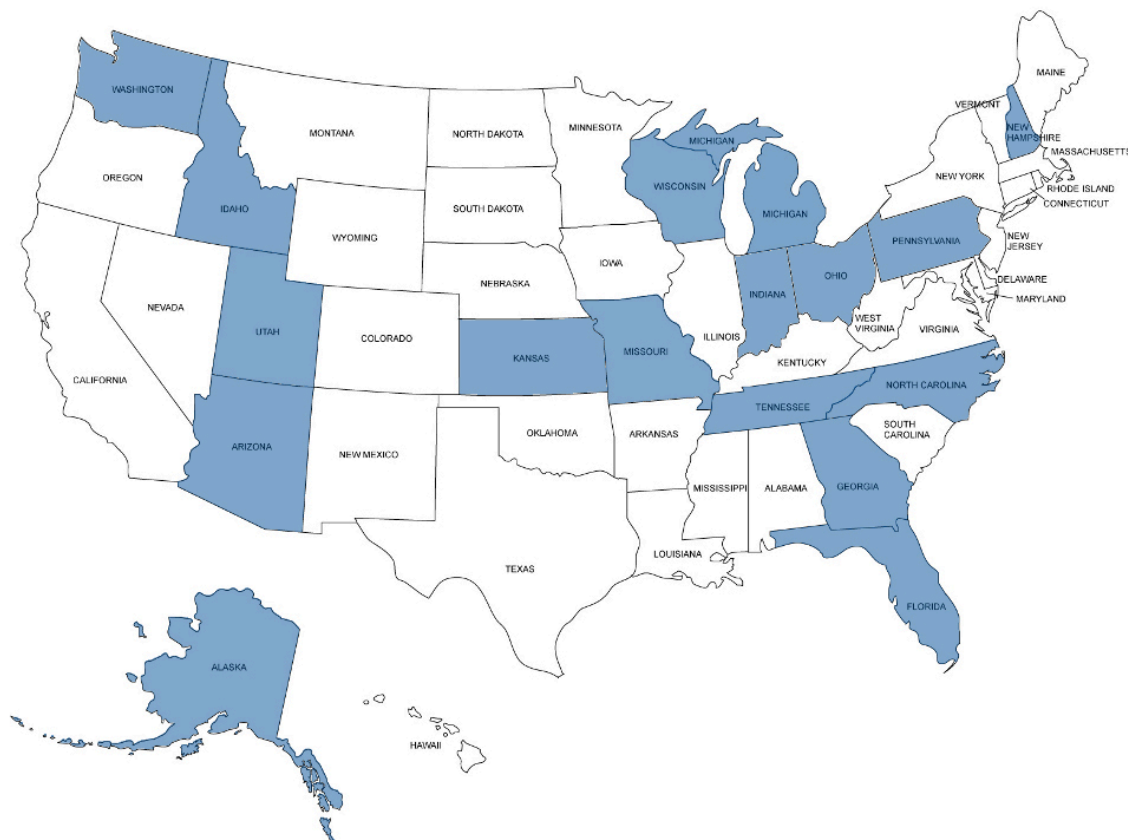 MAINE
WASHINGTON
VERMONT
MONTANA
NORTH DAKOTA
MINNESOTA
NEW
HAMPSHIRE
MICHIGAN
MASSACHUSETTS
OREGON
WISCONSIN
NEW YORK
RHODE ISLAND
IDAHO
SOUTH DAKOTA
MICHIGAN
CONNECTICUT
WYOMING
PENNSYLVANIA
NEW
JERSEY
IOWA
OHIO
NEBRASKA
DELAWARE
INDIANA
MARYLAND
NEVADA
WEST
VIRGINIA
UTAH
COLORADO
ILLINOIS
VIRGINIA
KANSAS
MISSOURI
KENTUCKY
CALIFORNIA
NORTH CAROLINA
TENNESSEE
SOUTH
CAROLINA
OKLAHOMA
ARKANSAS
ARIZONA
NEW MEXICO
MISSISSIPPI
ALABAMA
GEORGIA
LOUISIANA
TEXAS
FLORIDA
ALASKA
HAWAII